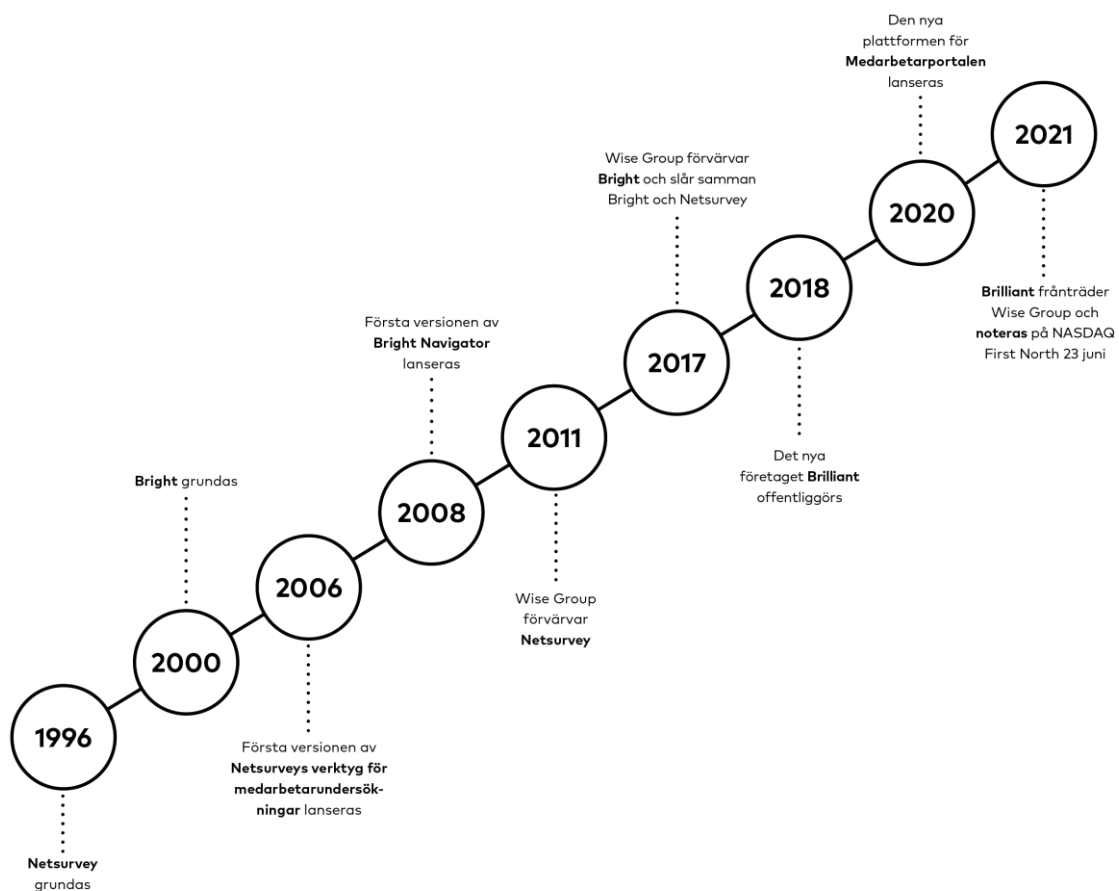 Den nya
plattformen för
Medarbetarportalen
lanseras
2021
Wise Group förvärvar
Bright och slår samman
Bright och Netsurvey
2020
2018
Brilliant frånträder
Wise Group och
noteras på NASDAQ
First North 23 juni
Första versionen av
Bright Navigator
lanseras
2017
2011
Det nya
företaget Brilliant
offentliggörs
Bright grundas
2008
2006
Wise Group
förvärvar
Netsurvey
2000
1996
Första versionen av
Netsurveys verktyg för
medarbetarundersök-
ningar lanseras
Netsurvey
grundas